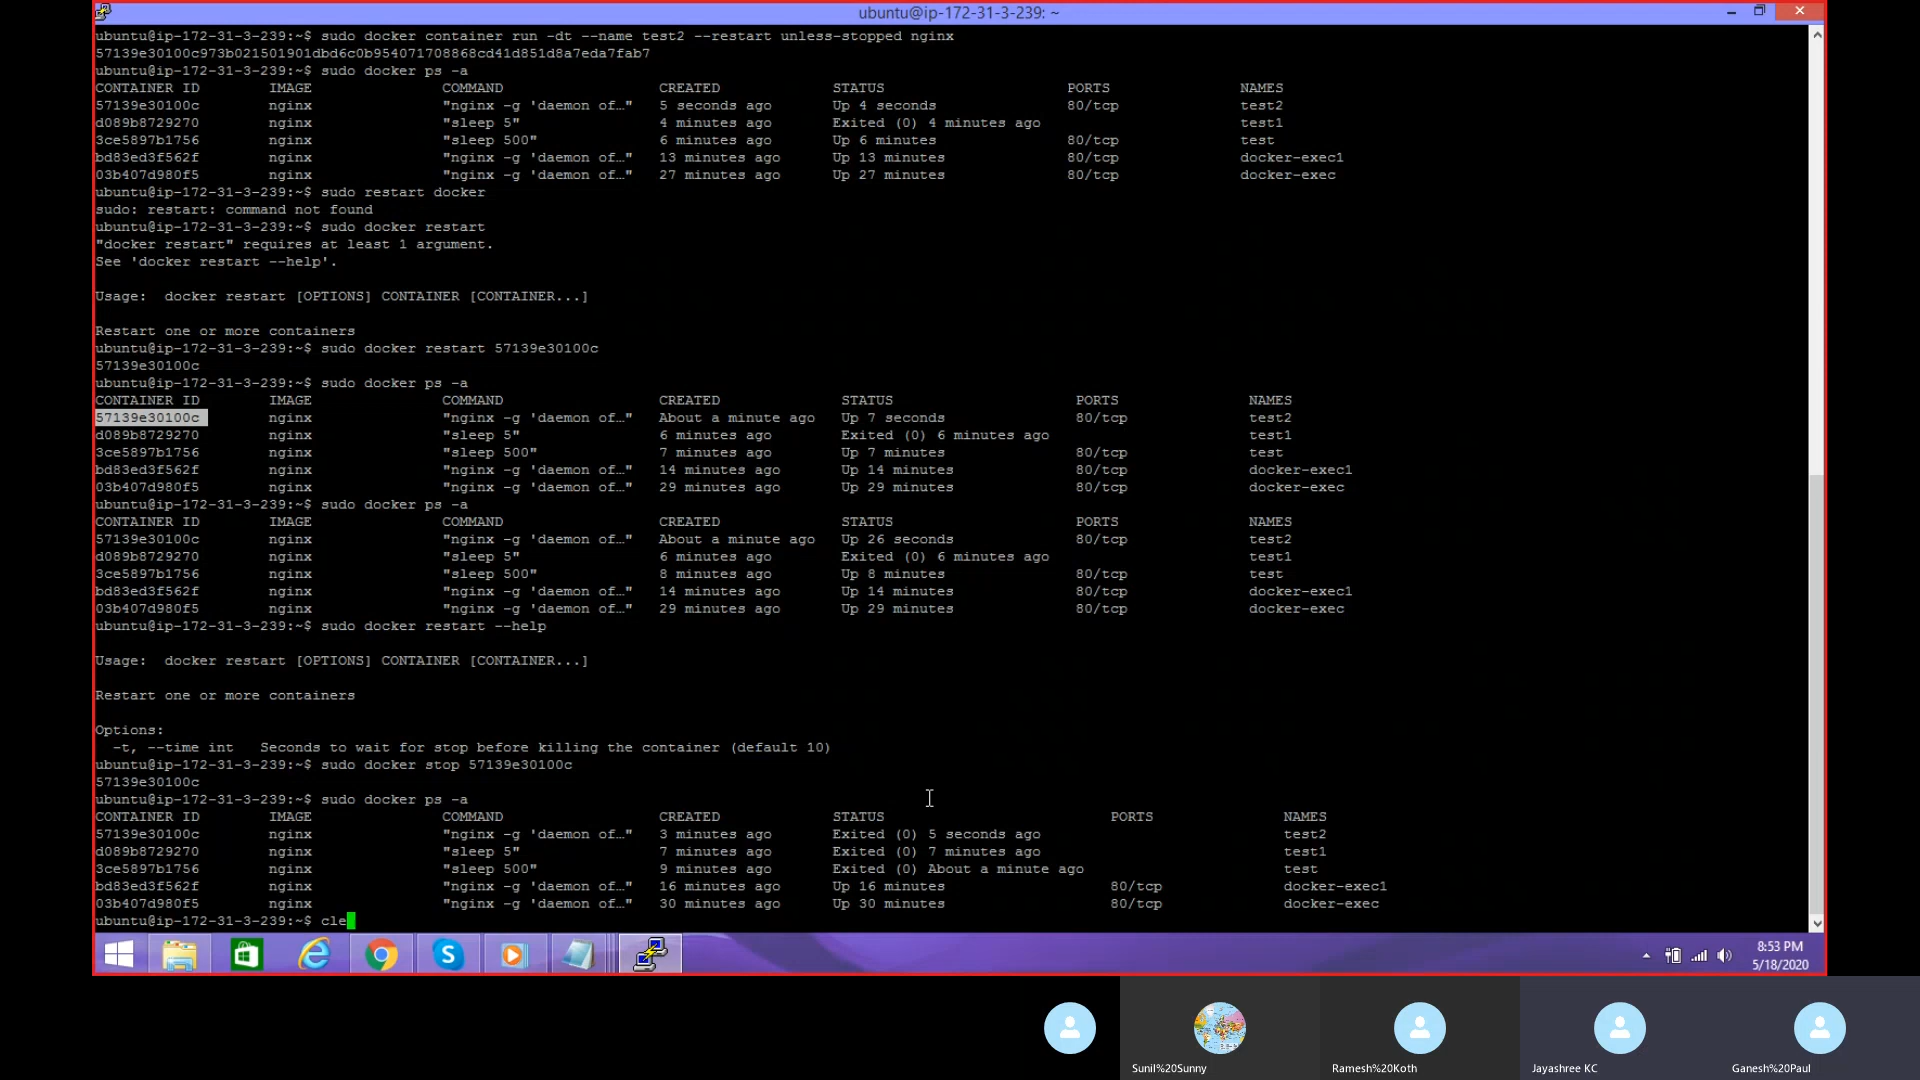 ubuntu@ip-172-31-3-239: ~
ubuntu@ip-172-31-3-239:~$ sudo docker container run -dt --name test2 --restart unless-stopped nginx
57139e30100c973b021501901dbd6c0b954071708868cd41d851d8a7eda7fab7
ubuntu@ip-172-31-3-239:~$ sudo docker ps -a
CONTAINER ID IMAGE COMMAND CREATED STATUS PORTS NAMES
57139e30100c nginx "nginx -g 'daemon of…" 5 seconds ago Up 4 seconds 80/tcp test2
d089b8729270 nginx "sleep 5" 4 minutes ago Exited (0) 4 minutes ago test1
3ce5897b1756 nginx "sleep 500" 6 minutes ago Up 6 minutes 80/tcp test
bd83ed3f562f nginx "nginx -g 'daemon of…" 13 minutes ago Up 13 minutes 80/tcp docker-exec1
03b407d980f5 nginx "nginx -g 'daemon of…" 27 minutes ago Up 27 minutes 80/tcp docker-exec
ubuntu@ip-172-31-3-239:~$ sudo restart docker
sudo: restart: command not found
ubuntu@ip-172-31-3-239:~$ sudo docker restart
"docker restart" requires at least 1 argument.
See 'docker restart --help'.
Usage: docker restart [OPTIONS] CONTAINER [CONTAINER...]
Restart one or more containers
ubuntu@ip-172-31-3-239:~$ sudo docker restart 57139e30100c
57139e30100c
ubuntu@ip-172-31-3-239:~$ sudo docker ps -a
CONTAINER ID IMAGE COMMAND CREATED STATUS PORTS NAMES
57139e30100c nginx "nginx -g 'daemon of…" About a minute ago Up 7 seconds 80/tcp test2
d089b8729270 nginx "sleep 5" 6 minutes ago Exited (0) 6 minutes ago test1
3ce5897b1756 nginx "sleep 500" 7 minutes ago Up 7 minutes 80/tcp test
bd83ed3f562f nginx "nginx -g 'daemon of…" 14 minutes ago Up 14 minutes 80/tcp docker-exec1
03b407d980f5 nginx "nginx -g 'daemon of…" 29 minutes ago Up 29 minutes 80/tcp docker-exec
ubuntu@ip-172-31-3-239:~$ sudo docker ps -a
CONTAINER ID IMAGE COMMAND CREATED STATUS PORTS NAMES
57139e30100c nginx "nginx -g 'daemon of…" About a minute ago Up 26 seconds 80/tcp test2
d089b8729270 nginx "sleep 5" 6 minutes ago Exited (0) 6 minutes ago test1
3ce5897b1756 nginx "sleep 500" 8 minutes ago Up 8 minutes 80/tcp test
bd83ed3f562f nginx "nginx -g 'daemon of…" 14 minutes ago Up 14 minutes 80/tcp docker-exec1
03b407d980f5 nginx "nginx -g 'daemon of…" 29 minutes ago Up 29 minutes 80/tcp docker-exec
ubuntu@ip-172-31-3-239:~$ sudo docker restart --help
Usage: docker restart [OPTIONS] CONTAINER [CONTAINER...]
Restart one or more containers
Options:
-t, --time int Seconds to wait for stop before killing the container (default 10)
ubuntu@ip-172-31-3-239:~$ sudo docker stop 57139e30100c
57139e30100c
ubuntu@ip-172-31-3-239:~$ sudo docker ps -a
CONTAINER ID IMAGE COMMAND CREATED STATUS PORTS NAMES
57139e30100c nginx "nginx -g 'daemon of…" 3 minutes ago Exited (0) 5 seconds ago test2
d089b8729270 nginx "sleep 5" 7 minutes ago Exited (0) 7 minutes ago test1
3ce5897b1756 nginx "sleep 500" 9 minutes ago Exited (0) About a minute ago test
bd83ed3f562f nginx "nginx -g 'daemon of…" 16 minutes ago Up 16 minutes 80/tcp docker-exec1
03b407d980f5 nginx "nginx -g 'daemon of…" 30 minutes ago Up 30 minutes 80/tcp docker-exec
ubuntu@ip-172-31-3-239:~$ cle
8:53 PM
5/18/2020
Sunil%20Sunny Ramesh%20Koth Jayashree KC Ganesh%20Paul